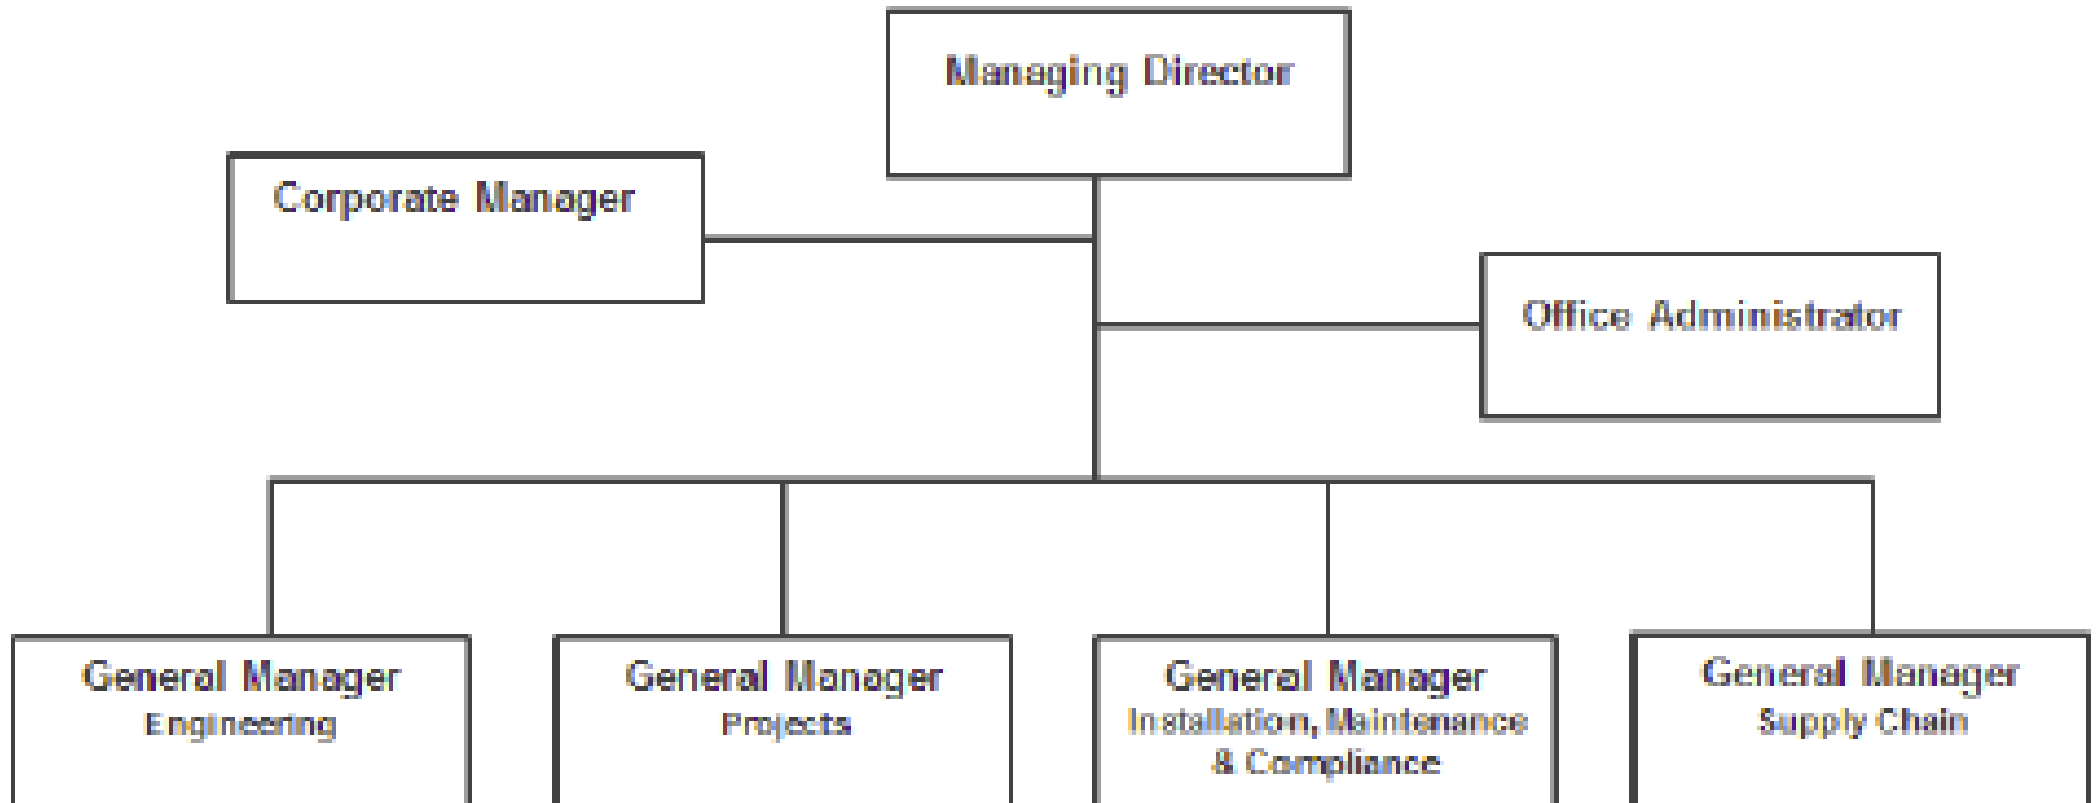 Managing Director
Corporate Manager
Office Administrator
General Manager
Engineering
General Manager
Projects
General Manager
Installation, Maintenance
& Compliance
General Manager
Supply Chain